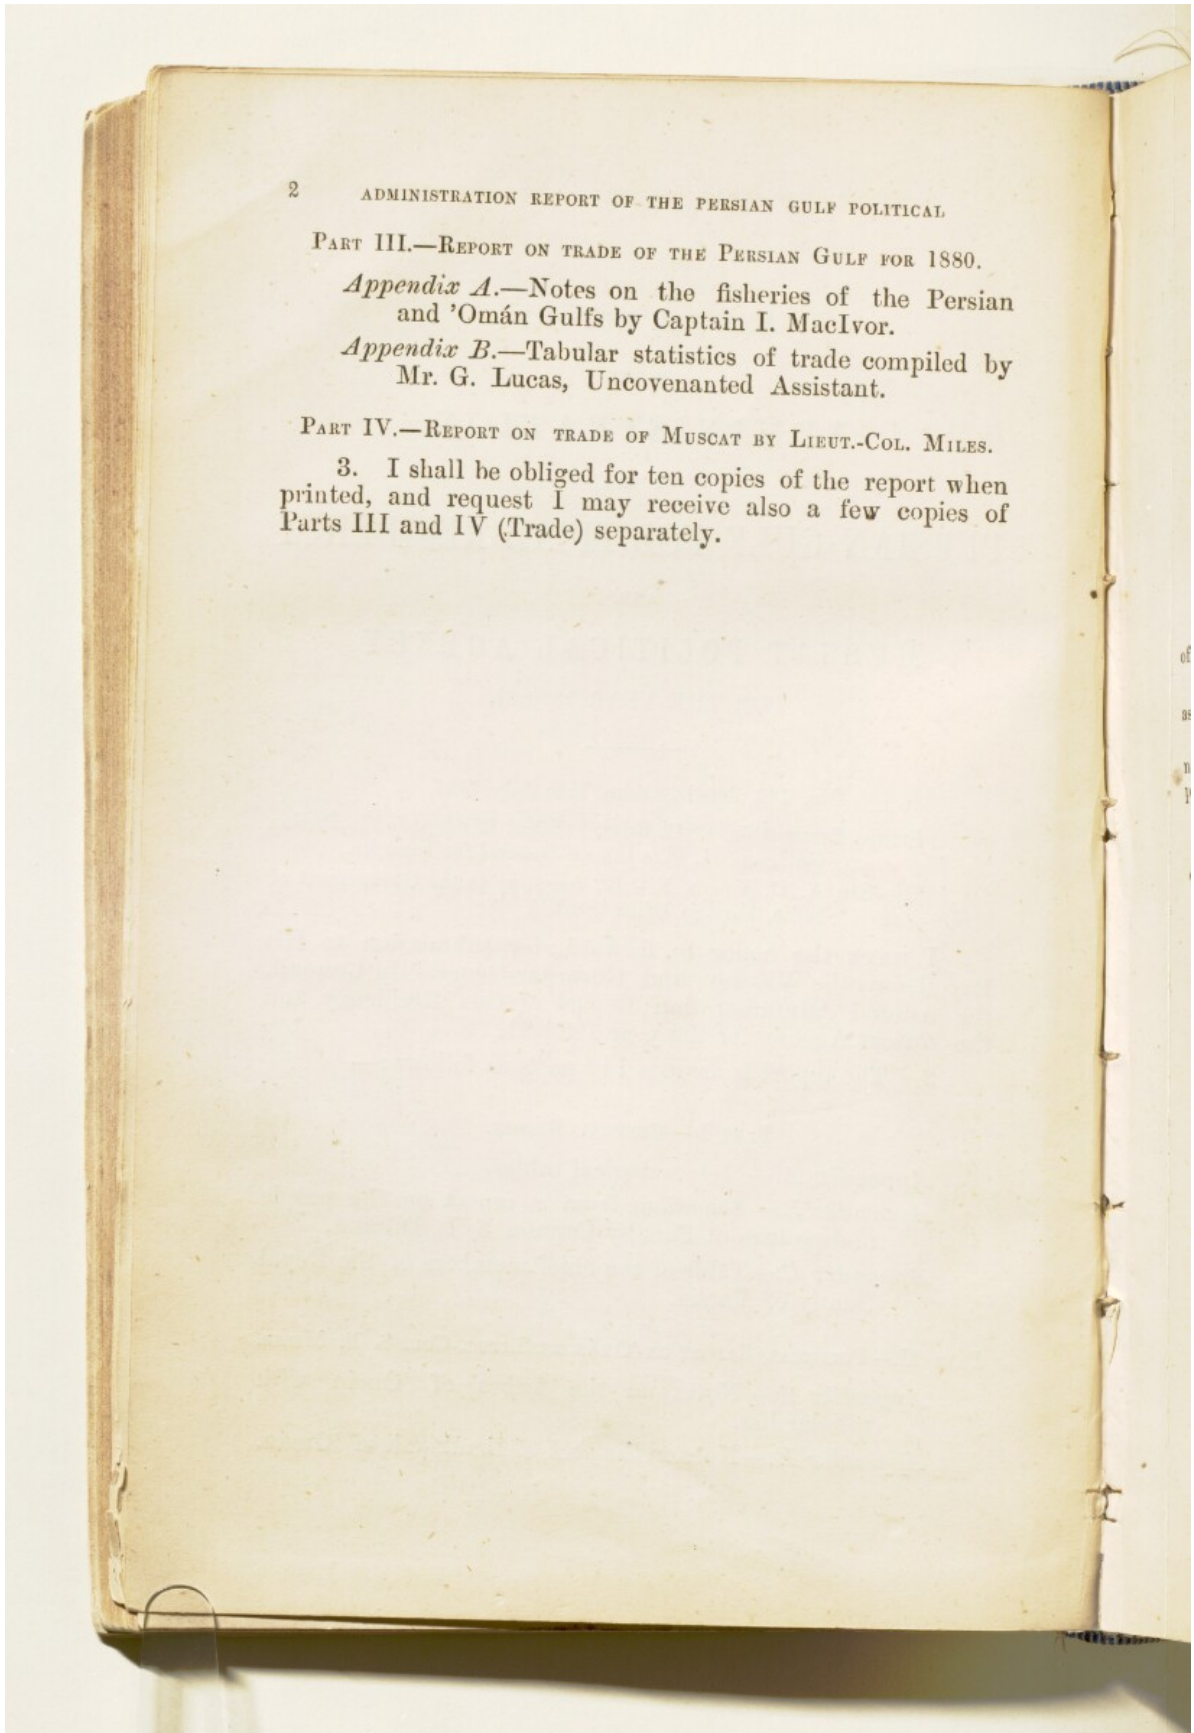 2 ADMINISTRATION REPORT OF THE PERSIAN GULF POLITICAL
PART III.—REPORT ON TRADE OF THE PERSIAN GULF FOR 1880.
Appendix A.—Notes on the fisheries of the Persian
and 'Omán Gulfs by Captain I. MacIvor.
Appendix B.—Tabular statistics of trade compiled by
Mr. G. Lucas, Uncovenanted Assistant.
PART IV.—REPORT ON TRADE OF MUSCAT BY LIEUT.-COL. MILES.
3. I shall be obliged for ten copies of the report when
printed, and request I may receive also a few copies of
Parts III and IV (Trade) separately.
of
as